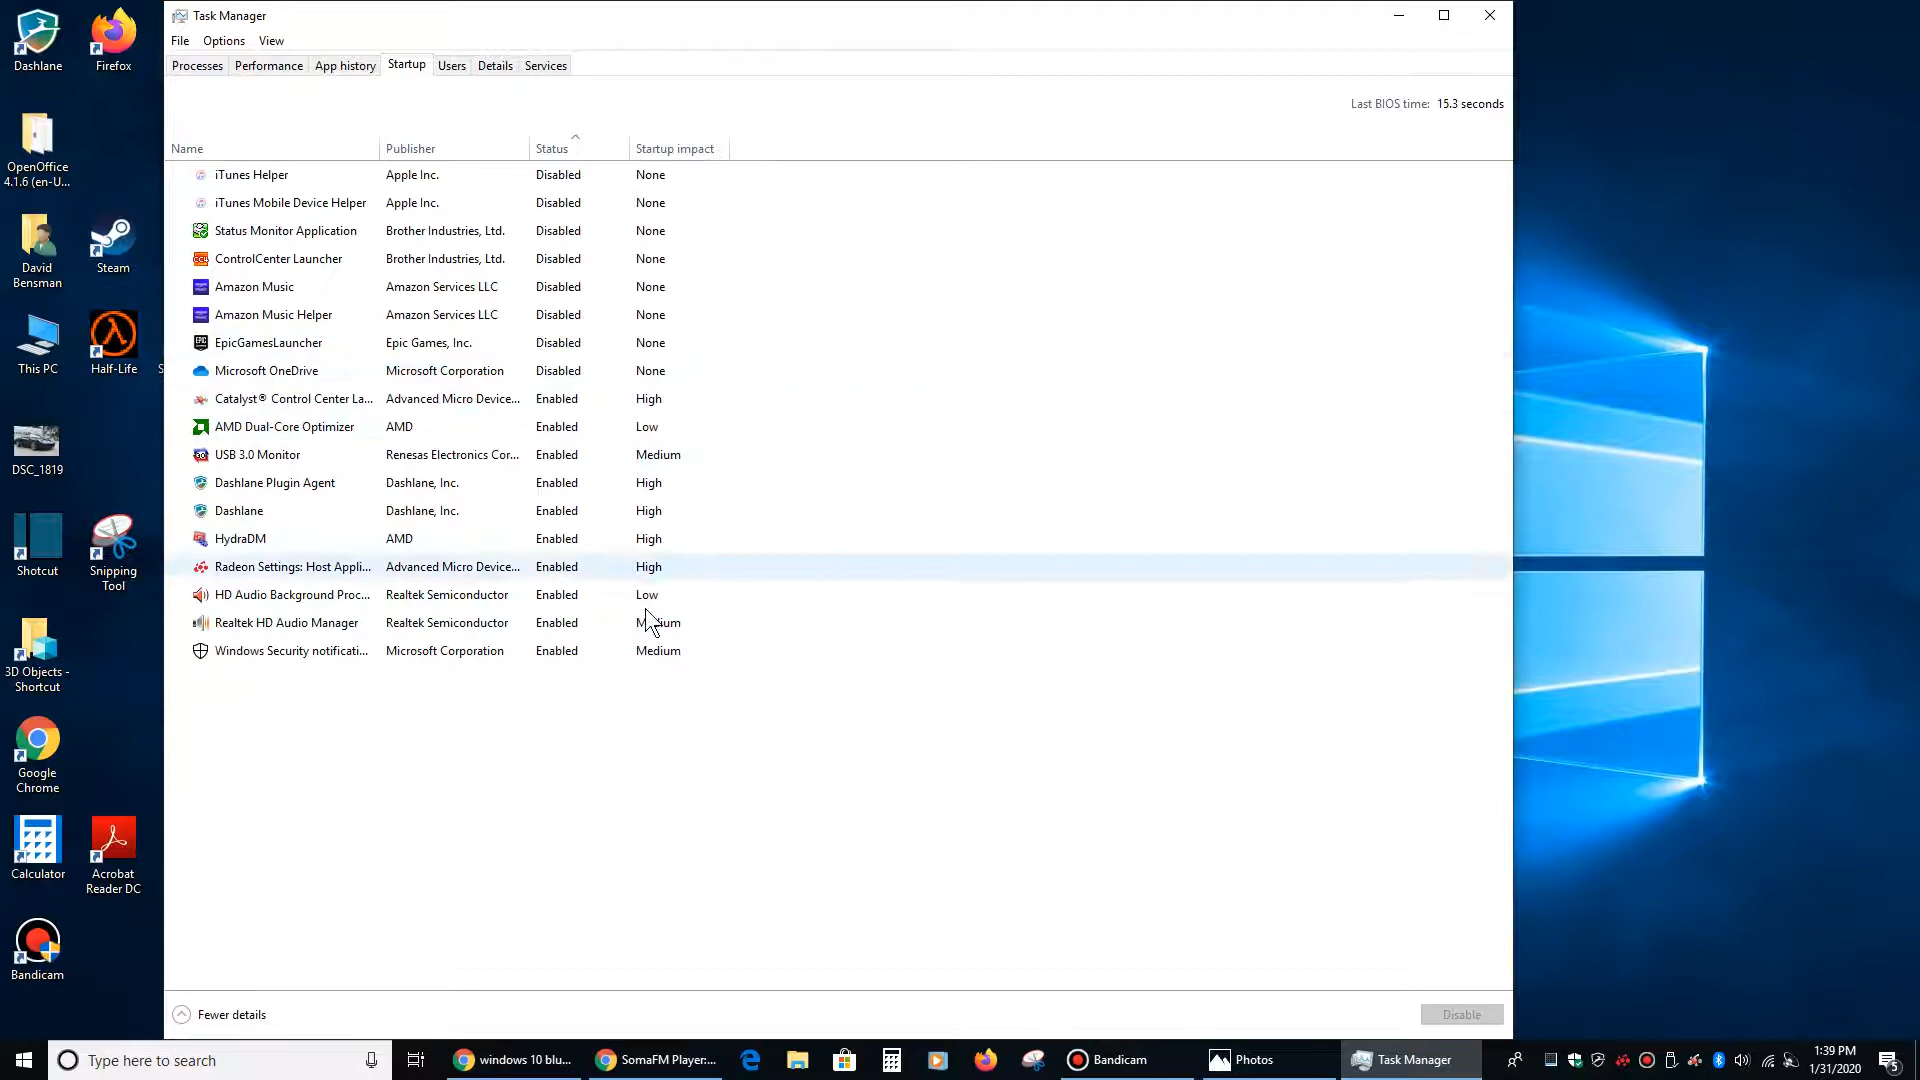 Task Manager
File Options View
Processes Performance App history Startup Users Details Services
Last BIOS time: 15.3 seconds
Name Publisher Status Startup impact
iTunes Helper Apple Inc. Disabled None
iTunes Mobile Device Helper Apple Inc. Disabled None
Status Monitor Application Brother Industries, Ltd. Disabled None
ControlCenter Launcher Brother Industries, Ltd. Disabled None
Amazon Music Amazon Services LLC Disabled None
Amazon Music Helper Amazon Services LLC Disabled None
EpicGamesLauncher Epic Games, Inc. Disabled None
Microsoft OneDrive Microsoft Corporation Disabled None
Catalyst® Control Center La... Advanced Micro Device... Enabled High
AMD Dual-Core Optimizer AMD Enabled Low
USB 3.0 Monitor Renesas Electronics Cor... Enabled Medium
Dashlane Plugin Agent Dashlane, Inc. Enabled High
Dashlane Dashlane, Inc. Enabled High
HydraDM AMD Enabled High
Radeon Settings: Host Appli... Advanced Micro Device... Enabled High
HD Audio Background Proc... Realtek Semiconductor Enabled Low
Realtek HD Audio Manager Realtek Semiconductor Enabled Medium
Windows Security notificati... Microsoft Corporation Enabled Medium
Fewer details Disable
Dashlane Firefox
OpenOffice
4.1.6 (en-U...
David
Bensman
Steam
This PC Half-Life S
DSC_1819
Shotcut
Snipping
Tool
3D Objects -
Shortcut
Google
Chrome
Calculator
Acrobat
Reader DC
Bandicam
Type here to search windows 10 blu... SomaFM Player:... Bandicam Photos Task Manager
1:39 PM
1/31/2020
5